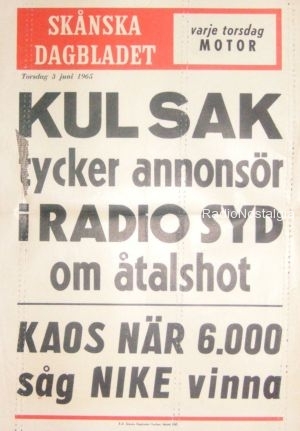 SKÅNSKA
DAGBLADET
varje torsdag
MOTOR
Torsdag 3 juni 1965
KUL SAK
tycker annonsör
i RADIO SYD
RadioNostalgi
om åtalshot
KAOS NÄR 6.000
såg NIKE vinna